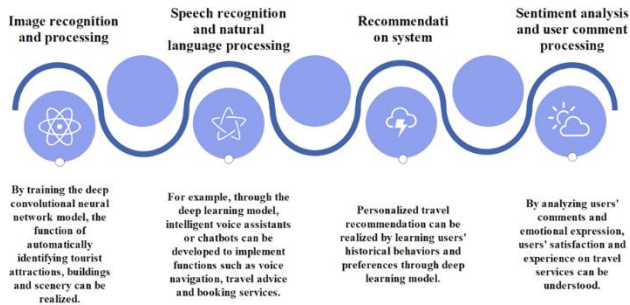 Image recognition
and processing
Speech recognition
and natural
language processing
Recommendati
on system
Sentiment analysis
and user comment
processing
By training the deep
convolutional neural
network model, the
function of
automatically
identifying tourist
attractions, buildings
and scenery can be
realized.
For example, through the
deep learning model,
intelligent voice assistants
or chatbots can be
developed to implement
functions such as voice
navigation, travel advice
and booking services.
Personalized travel
recommendation can be
realized by learning users'
historical behaviors and
preferences through deep
learning model.
By analyzing users'
comments and
emotional expression,
users' satisfaction and
experience on travel
services can be
understood.